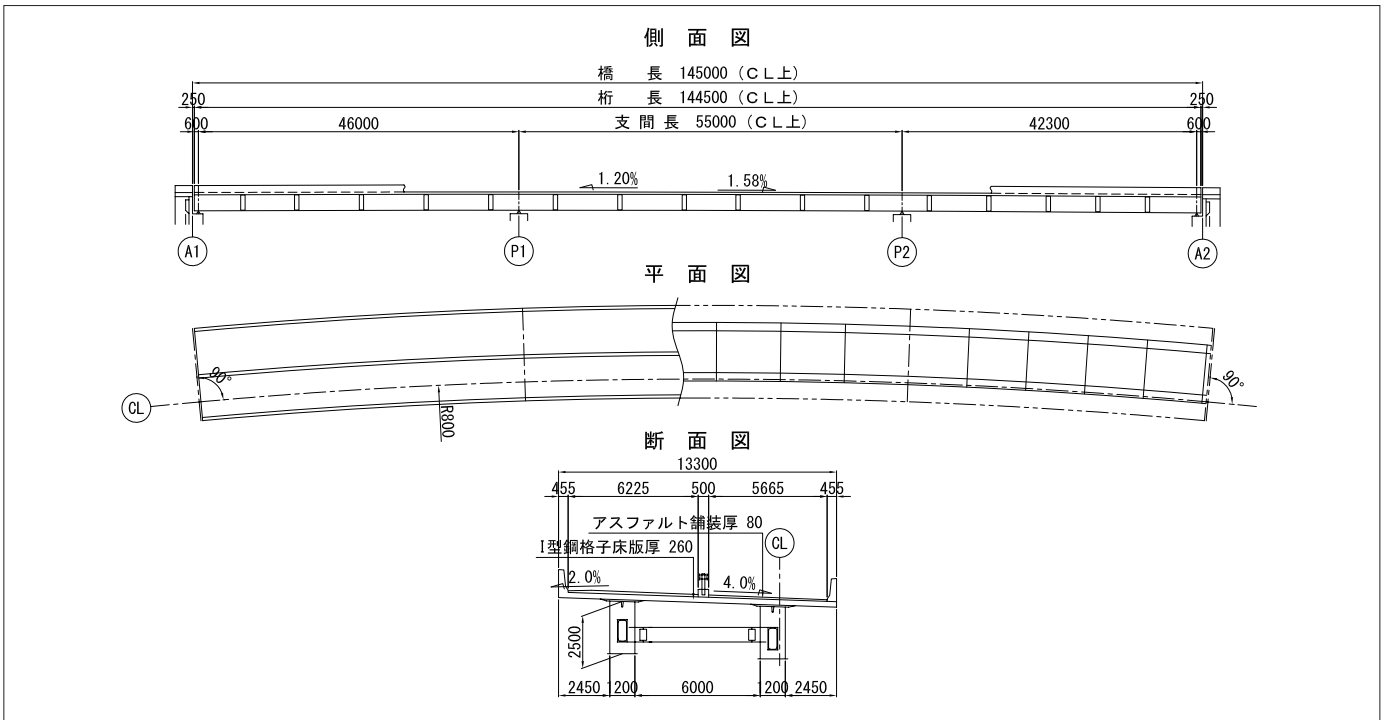 側 面 図
橋 長 145000 (CL上)
250 桁 長 144500 (CL上) 250
600 46000 支 間 長 55000 (CL上) 42300 600
1.20% 1.58%
A1 P1 P2 A2
平 面 図
90°
90°
CL
R800
断 面 図
13300
455 6225 500 5665 455
アスファルト舗装厚 80
CL
I型鋼格子床版厚 260
2.0% 4.0%
2500
2450 1200 6000 1200 2450